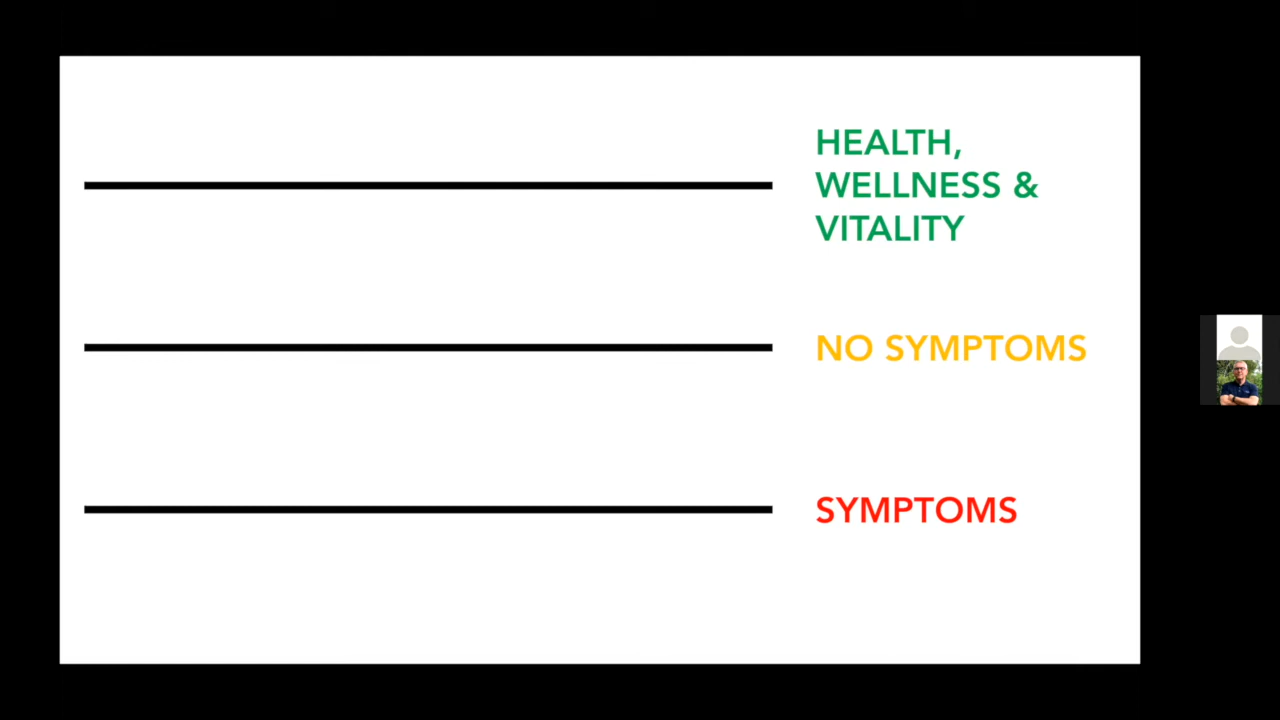 HEALTH,
WELLNESS &
VITALITY
NO SYMPTOMS
SYMPTOMS